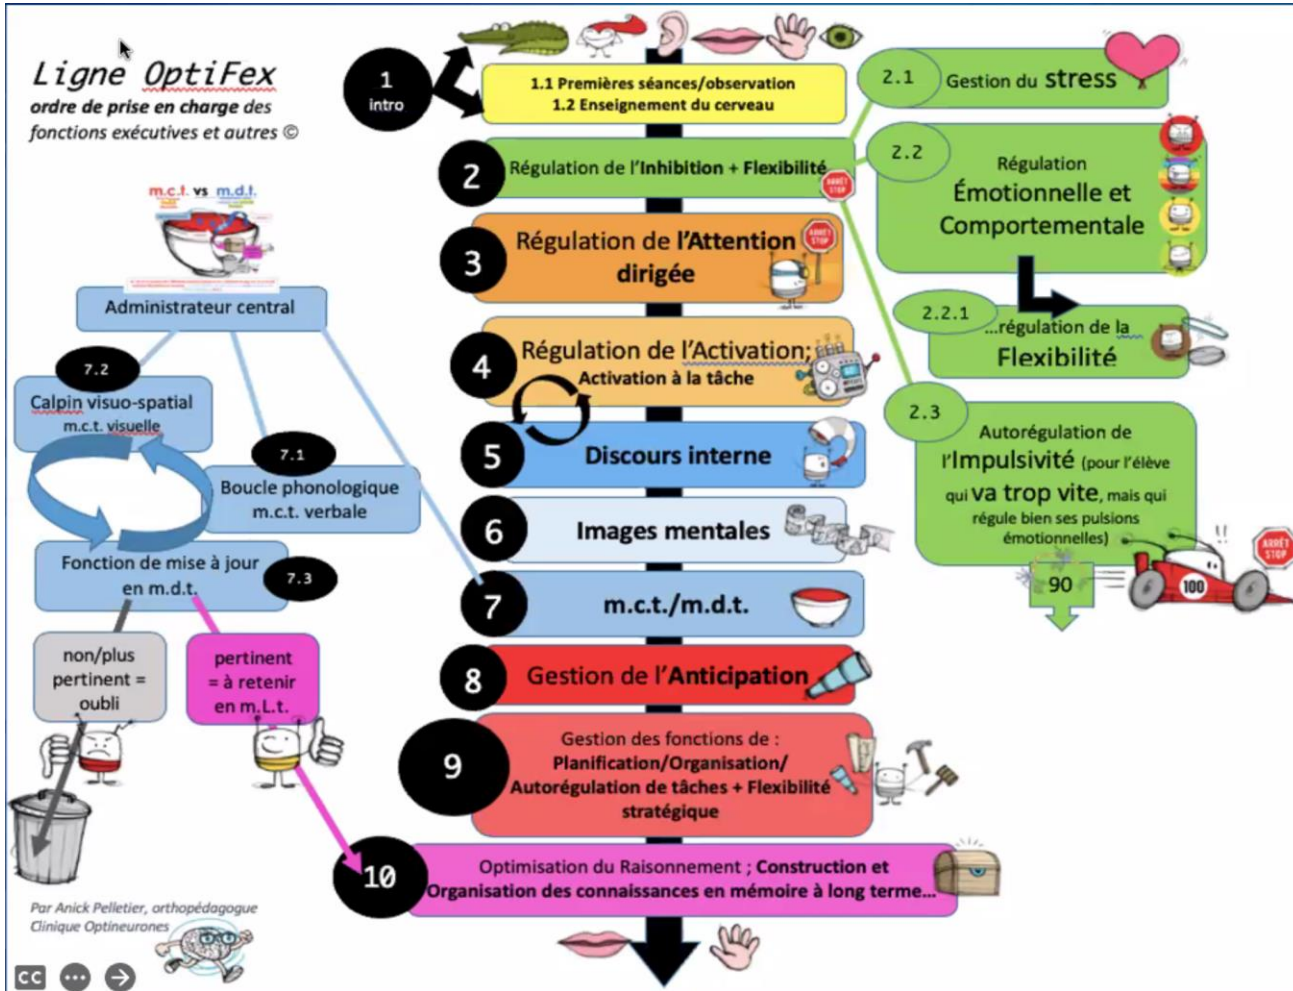 Ligne OptiFex
ordre de prise en charge des
fonctions exécutives et autres ©
1
intro
1.1 Premières séances/observation
1.2 Enseignement du cerveau
2
Régulation de l'Inhibition + Flexibilité
ARRÊT
STOP
2.1
Gestion du stress
2.2
Régulation
Émotionnelle et
Comportementale
2.2.1
...régulation de la
Flexibilité
2.3
Autorégulation de
l'Impulsivité (pour l'élève
qui va trop vite, mais qui
régule bien ses pulsions
émotionnelles)
90
100
!!
ARRÊT
STOP
3
Régulation de l'Attention
dirigée
ARRÊT
STOP
4
Régulation de l'Activation;
Activation à la tâche
5
Discours interne
6
Images mentales
7
m.c.t./m.d.t.
8
Gestion de l'Anticipation
9
Gestion des fonctions de :
Planification/Organisation/
Autorégulation de tâches + Flexibilité
stratégique
10
Optimisation du Raisonnement ; Construction et
Organisation des connaissances en mémoire à long terme...
m.c.t. vs m.d.t.
Administrateur central
7.2
Calpin visuo-spatial
m.c.t. visuelle
7.1
Boucle phonologique
m.c.t. verbale
Fonction de mise à jour
en m.d.t.
7.3
non/plus
pertinent =
oubli
pertinent
= à retenir
en m.L.t.
Par Anick Pelletier, orthopédagogue
Clinique Optineurones
CC